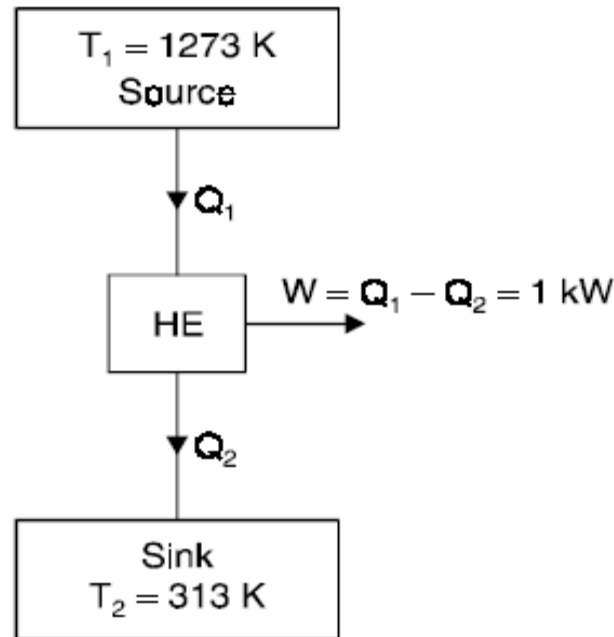 T₁ = 1273 K
Source
Q₁
HE
W = Q₁ − Q₂ = 1 kW
Q₂
Sink
T₂ = 313 K